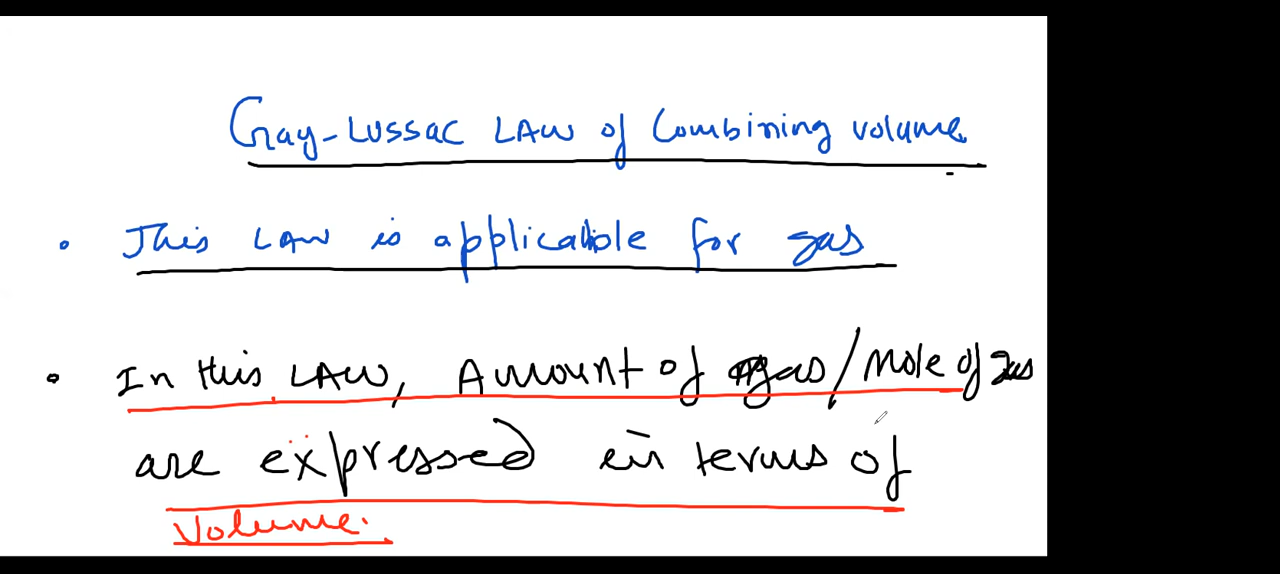 Gay-Lussac LAW of Combining volume
• This LAW is applicable for gas
• In this LAW, Amount of gas/Mole of gas
are expressed in terms of
Volume.